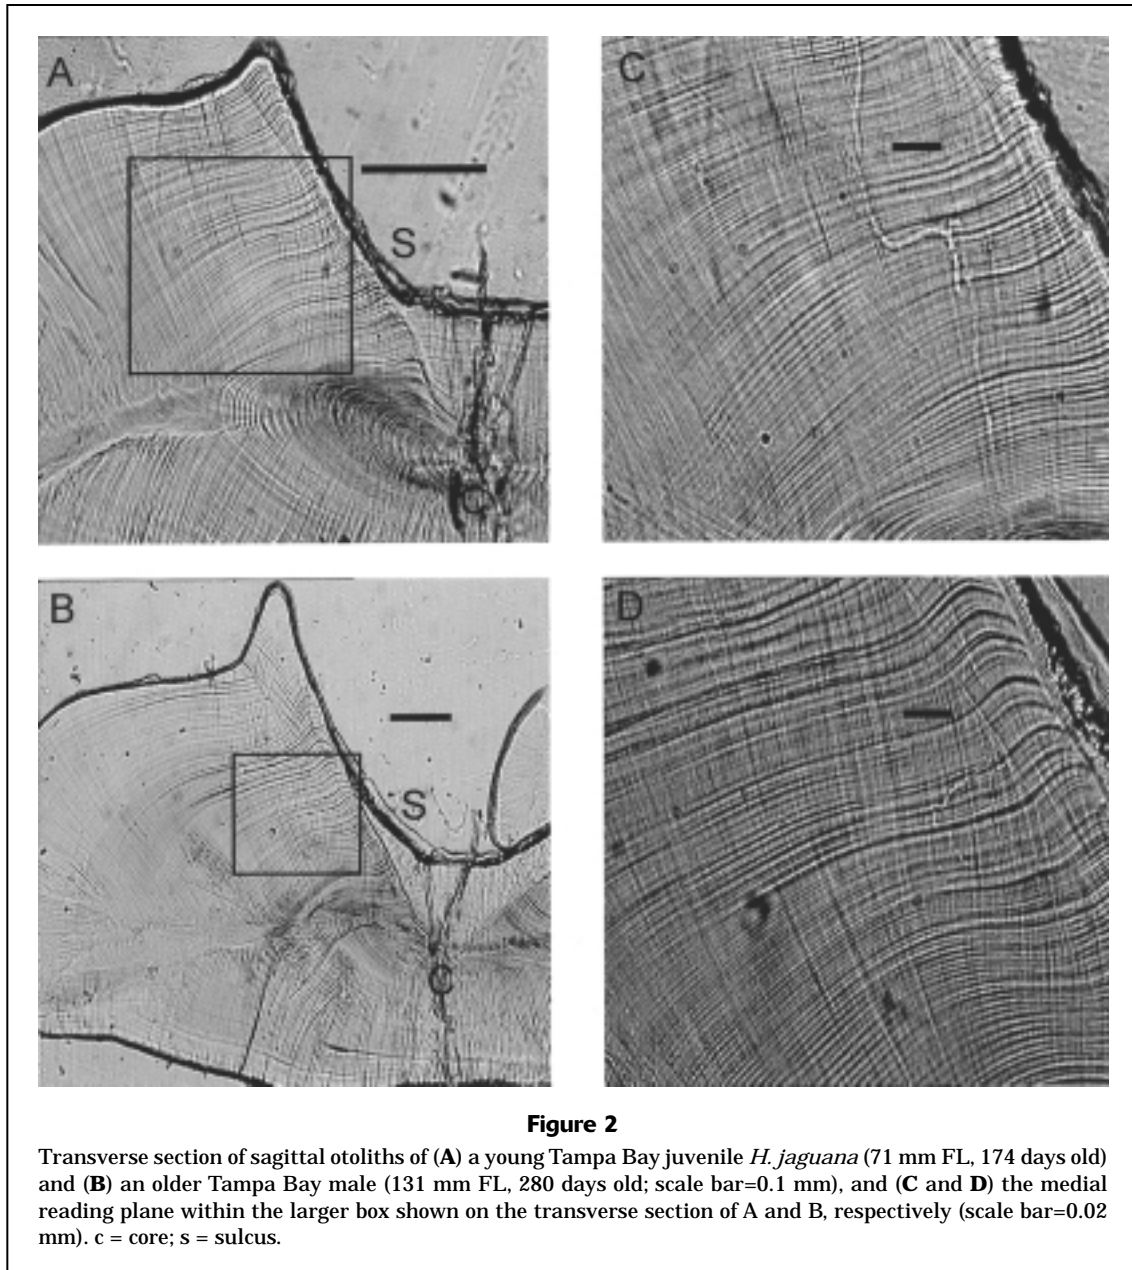 A
C
S
C
B
D
S
C
Figure 2
Transverse section of sagittal otoliths of (A) a young Tampa Bay juvenile H. jaguana (71 mm FL, 174 days old)
and (B) an older Tampa Bay male (131 mm FL, 280 days old; scale bar=0.1 mm), and (C and D) the medial
reading plane within the larger box shown on the transverse section of A and B, respectively (scale bar=0.02
mm). c = core; s = sulcus.